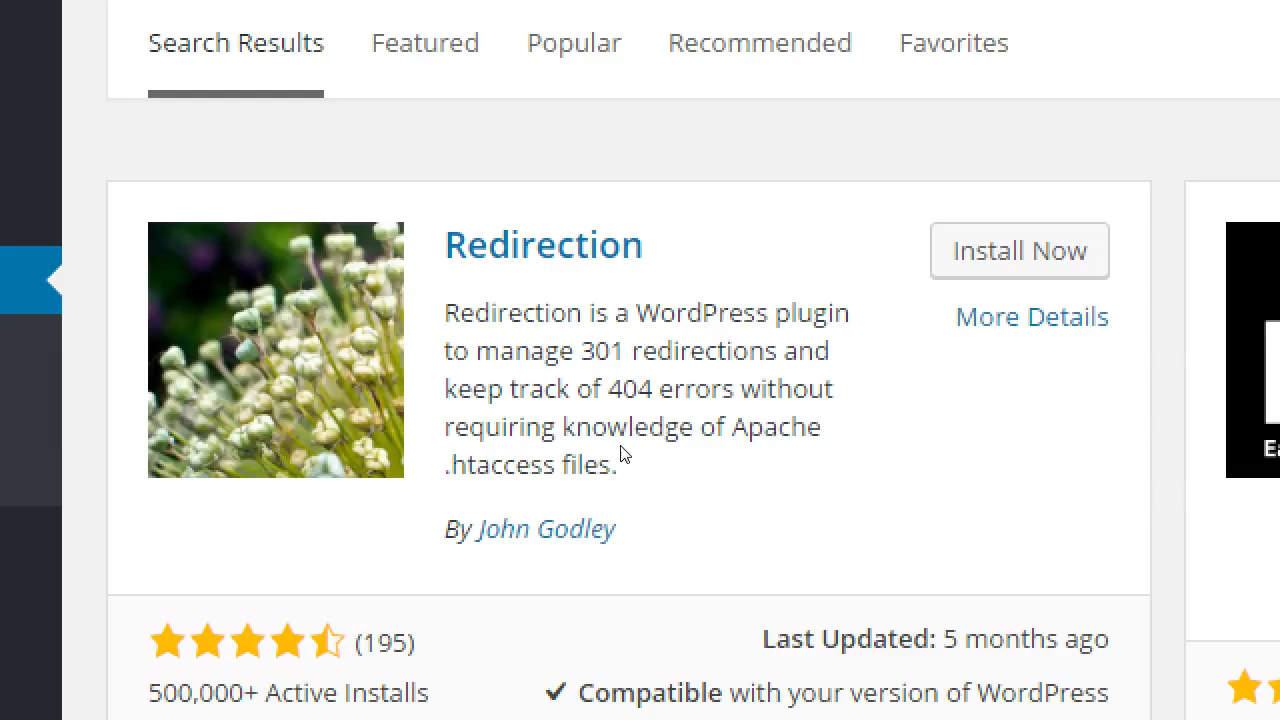 Search Results Featured Popular Recommended Favorites
Redirection
Install Now
More Details
Redirection is a WordPress plugin
to manage 301 redirections and
keep track of 404 errors without
requiring knowledge of Apache
.htaccess files.
By John Godley
(195)
Last Updated: 5 months ago
500,000+ Active Installs
Compatible with your version of WordPress